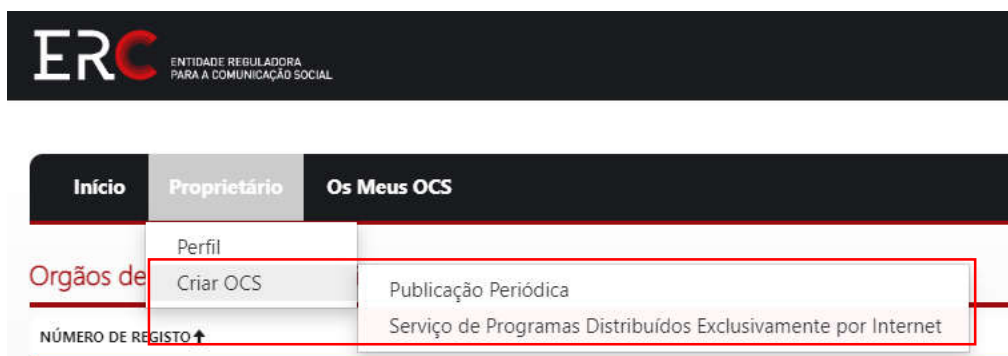 ERC ENTIDADE REGULADORA
PARA A COMUNICAÇÃO SOCIAL
Início Proprietário Os Meus OCS
Perfil
Orgãos de
Criar OCS
Publicação Periódica
Serviço de Programas Distribuídos Exclusivamente por Internet
NÚMERO DE REGISTO↑